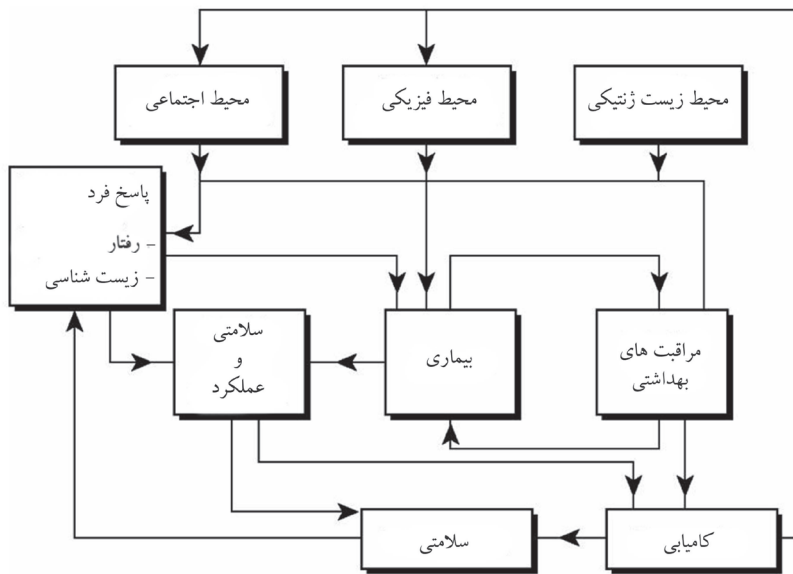 محیط زیست ژنتیکی
محیط فیزیکی
محیط اجتماعی
پاسخ فرد
- رفتار
- زیست شناسی
مراقبت های
بهداشتی
بیماری
سلامتی
و
عملکرد
کامیابی
سلامتی